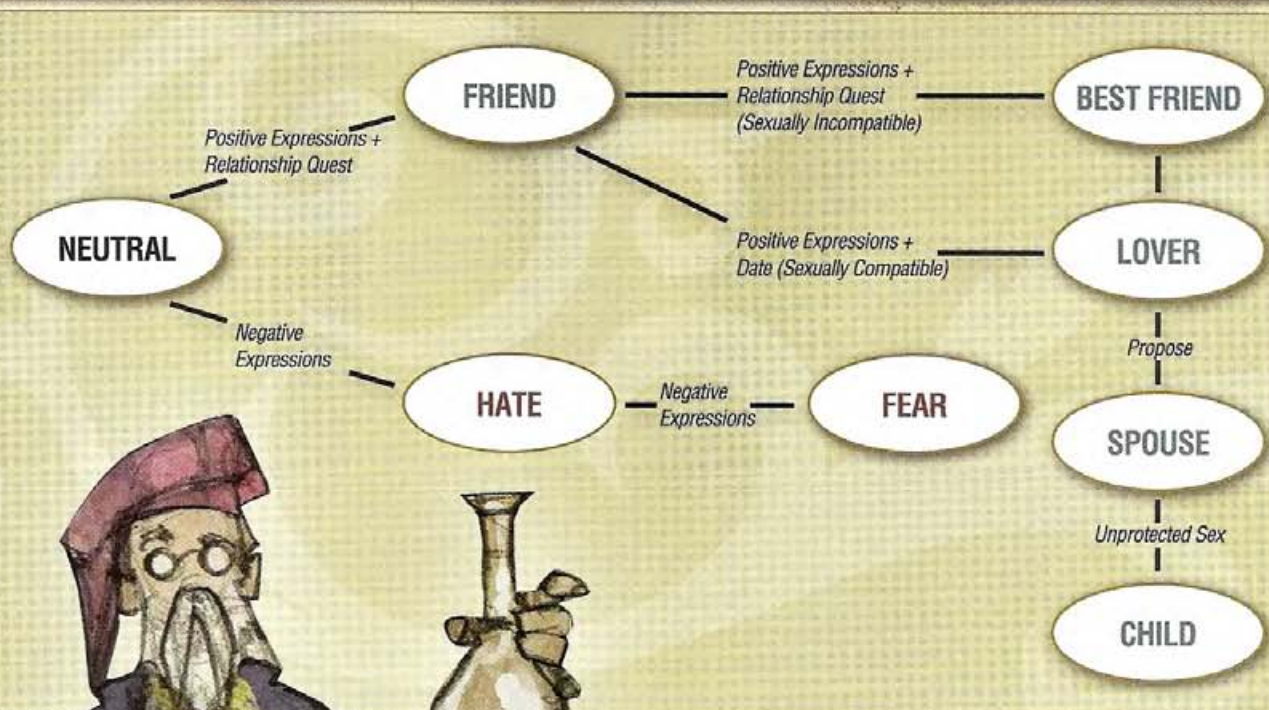 FRIEND
Positive Expressions +
Relationship Quest
(Sexually Incompatible)
BEST FRIEND
Positive Expressions +
Relationship Quest
NEUTRAL
Positive Expressions +
Date (Sexually Compatible)
LOVER
Negative
Expressions
Propose
HATE
Negative
Expressions
FEAR
SPOUSE
Unprotected Sex
CHILD